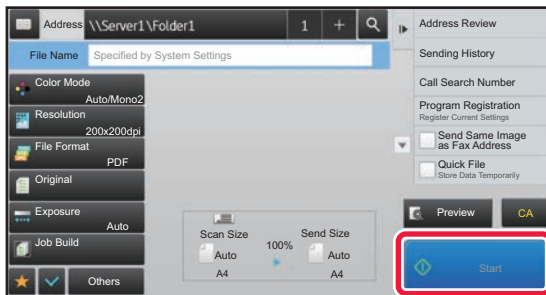 Address \\Server1\Folder1 1 +
File Name Specified by System Settings
Color Mode
Auto/Mono2
Resolution
200x200dpi
File Format
PDF
Original
Exposure
Auto
Job Build
Others
Scan Size
Auto
A4
100%
Send Size
Auto
A4
Address Review
Sending History
Call Search Number
Program Registration
Register Current Settings
Send Same Image
as Fax Address
Quick File
Store Data Temporarily
Preview
CA
Start